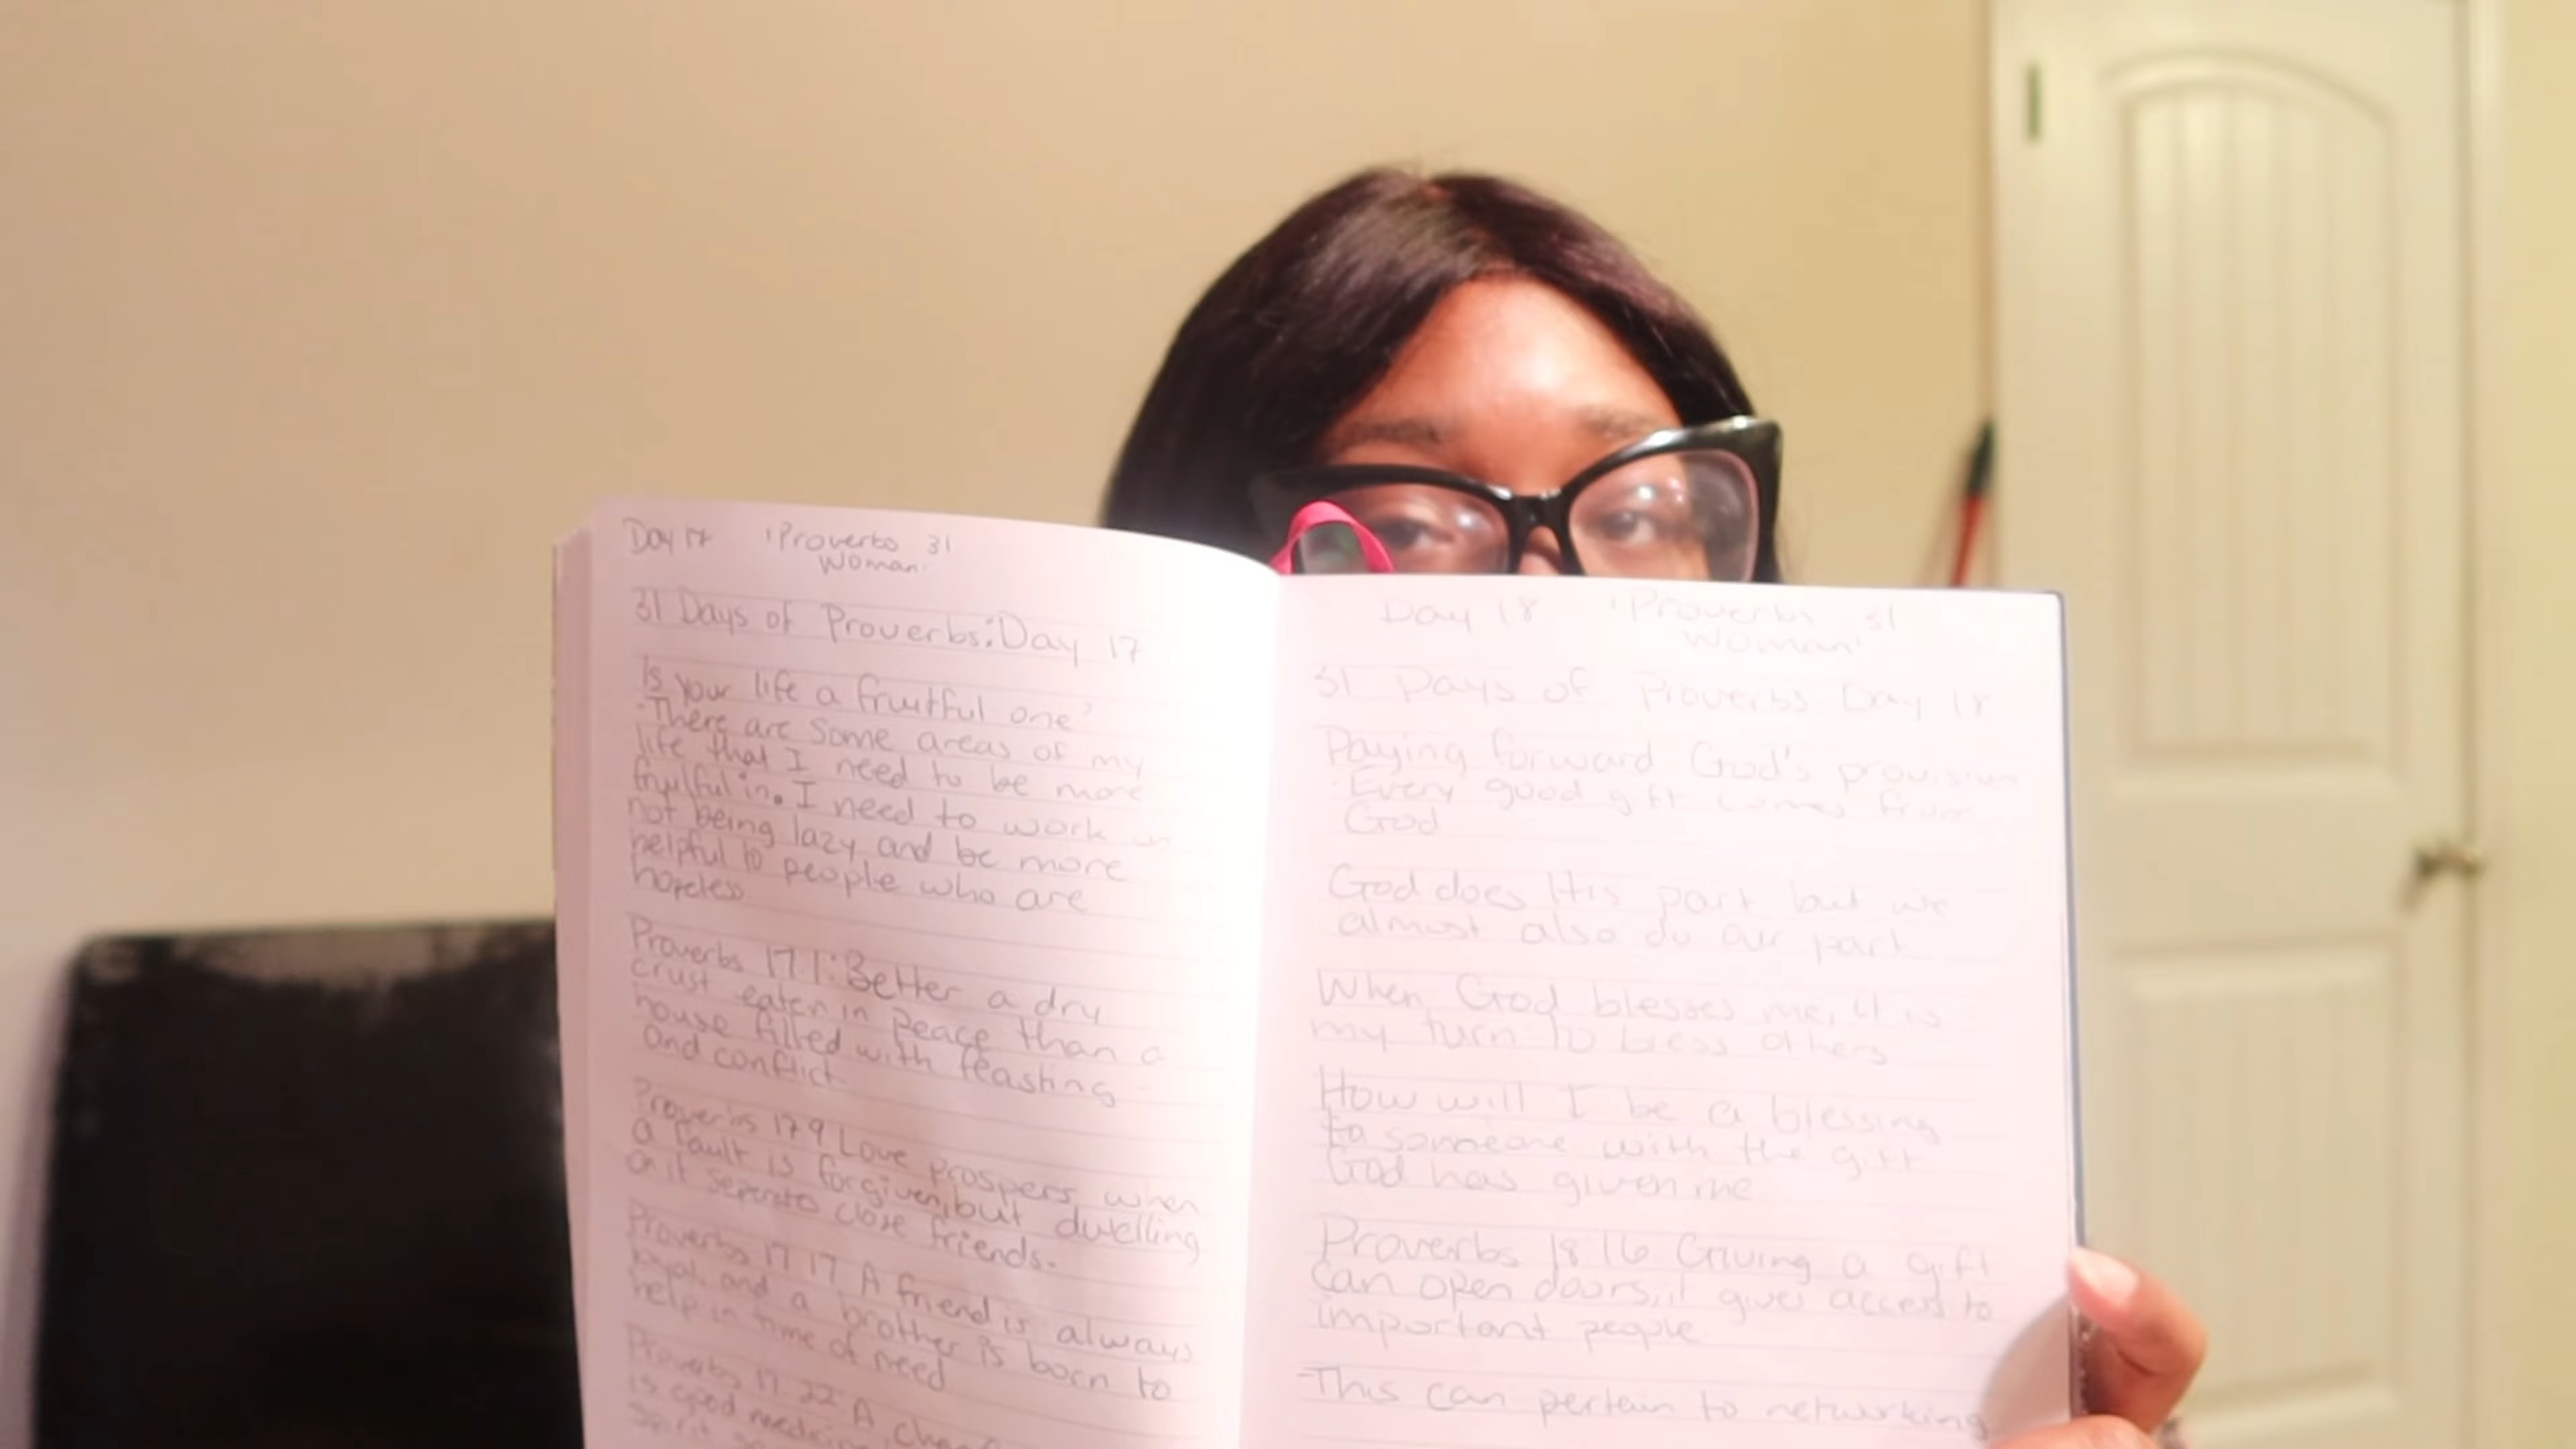 Day 17 'Proverbs 31
Woman'
31 Days of Proverbs: Day 17
Is your life a fruitful one?
·There are some areas of my
life that I need to be more
fruitful in. I need to work on
not being lazy and be more
helpful to people who are
hopeless
Proverbs 17 1: Better a dry
crust eaten in peace than a
house filled with feasting
and conflict
Proverbs 17 9 Love prospers when
a fault is forgiven, but dwelling
on it seperates close friends.
Proverbs 17 17 A friend is always
loyal, and a brother is born to
help in time of need
Proverbs 17 22 A
is good medicine
spirit
Day 18 'Proverbs 31
Woman'
31 Days of Proverbs Day 18
Paying forward God's provision
·Every good gift comes from
God
God does His part but we
almust also do our part
When God blesses me, it is
my turn to bless others
How will I be a blessing
to someone with the gift
God has given me
Proverbs 18 16 Giving a gift
can open doors, it gives access to
important people
-This can pertain to networking